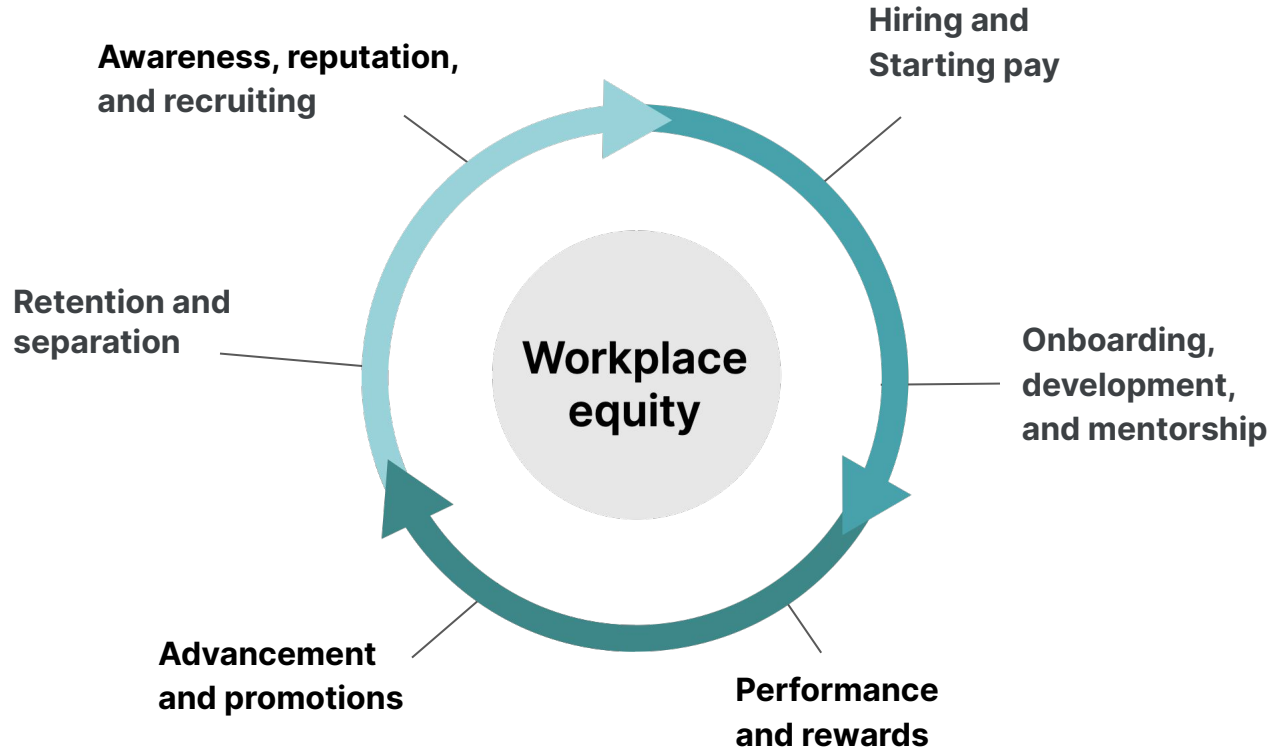 Awareness, reputation,
and recruiting
Hiring and
Starting pay
Onboarding,
development,
and mentorship
Performance
and rewards
Advancement
and promotions
Retention and
separation
Workplace
equity